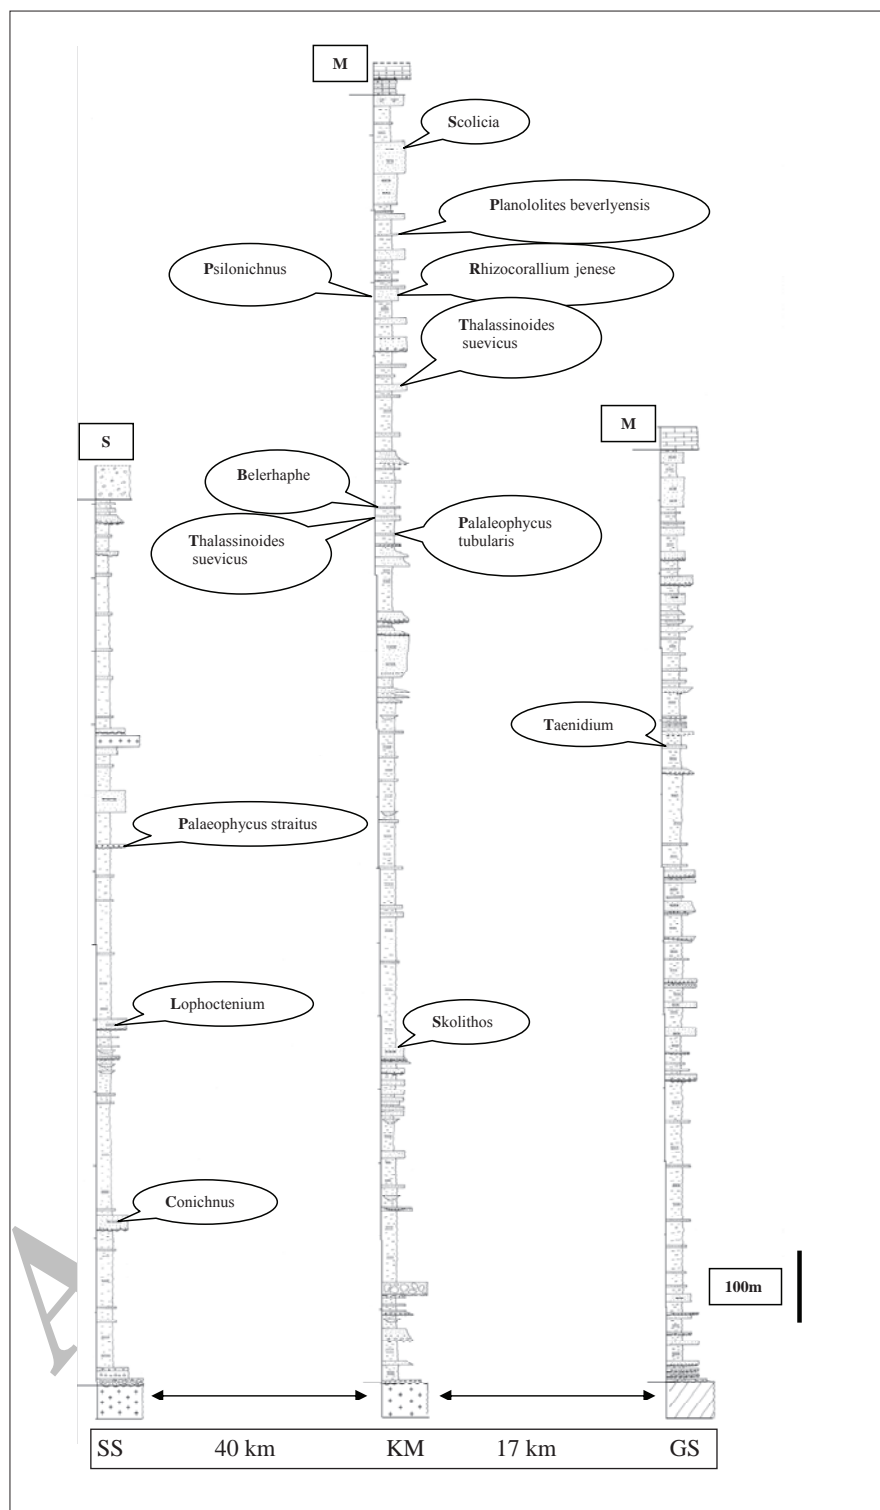 M
Scolicia
Planololites beverlyensis
Psilonichnus
Rhizocorallium jenese
Thalassinoides
suevicus
M
S
Belerhaphe
Palaleophycus
tubularis
Thalassinoides
suevicus
Taenidium
Palaeophycus straitus
Lophoctenium
Skolithos
Conichnus
A
100m
SS 40 km KM 17 km GS